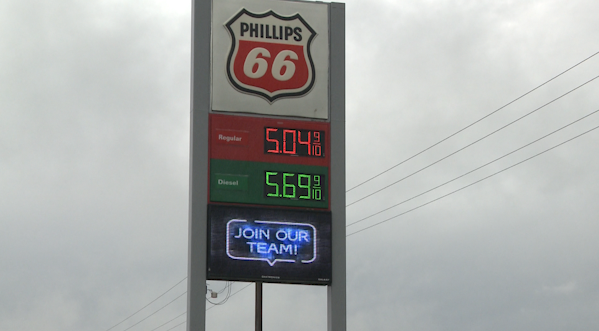 PHILLIPS
66
Regular 5.04 9/10
Diesel 5.69 9/10
JOIN OUR
TEAM!